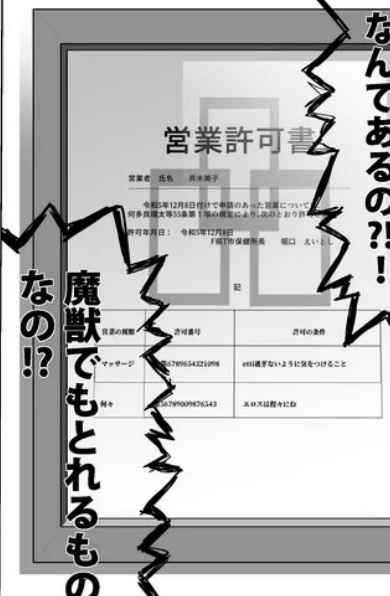 なんてあるの?!!
営業許可書
営業者 氏名 斉木美子
令和5年12月8日付けで申請のあった営業について
何多良環太等55条第1項の規定により、次のとおり許
許可年月日: 令和5年12月8日
F県T市保健所長 堀口 えいとし
記
営業の種類 許可番号 許可の条件
マッサージ 6789654321098 etti過ぎないように気をつけること
何々 56789009876543 エロスは程々にね
魔獣でもとれるもの
なの!?